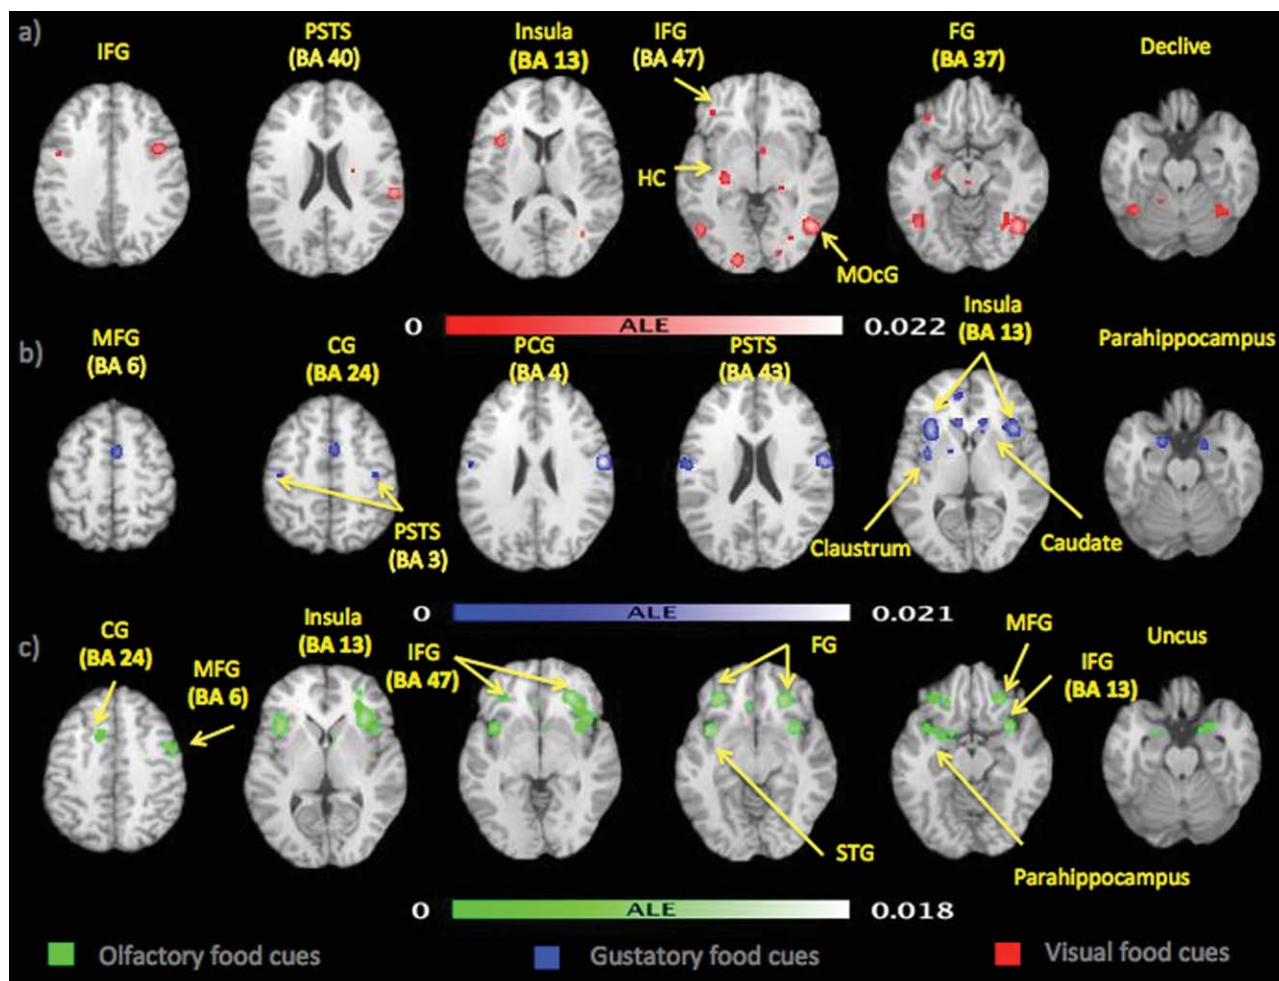 a)
IFG
PSTS
(BA 40)
Insula
(BA 13)
IFG
(BA 47)
FG
(BA 37)
Declive
HC
MOcG
0 ALE 0.022
b)
MFG
(BA 6)
CG
(BA 24)
PCG
(BA 4)
PSTS
(BA 43)
Insula
(BA 13)
Parahippocampus
PSTS
(BA 3)
Claustrum
Caudate
0 ALE 0.021
c)
CG
(BA 24)
MFG
(BA 6)
Insula
(BA 13)
IFG
(BA 47)
FG
MFG
IFG
(BA 13)
Uncus
STG
Parahippocampus
0 ALE 0.018
Olfactory food cues
Gustatory food cues
Visual food cues